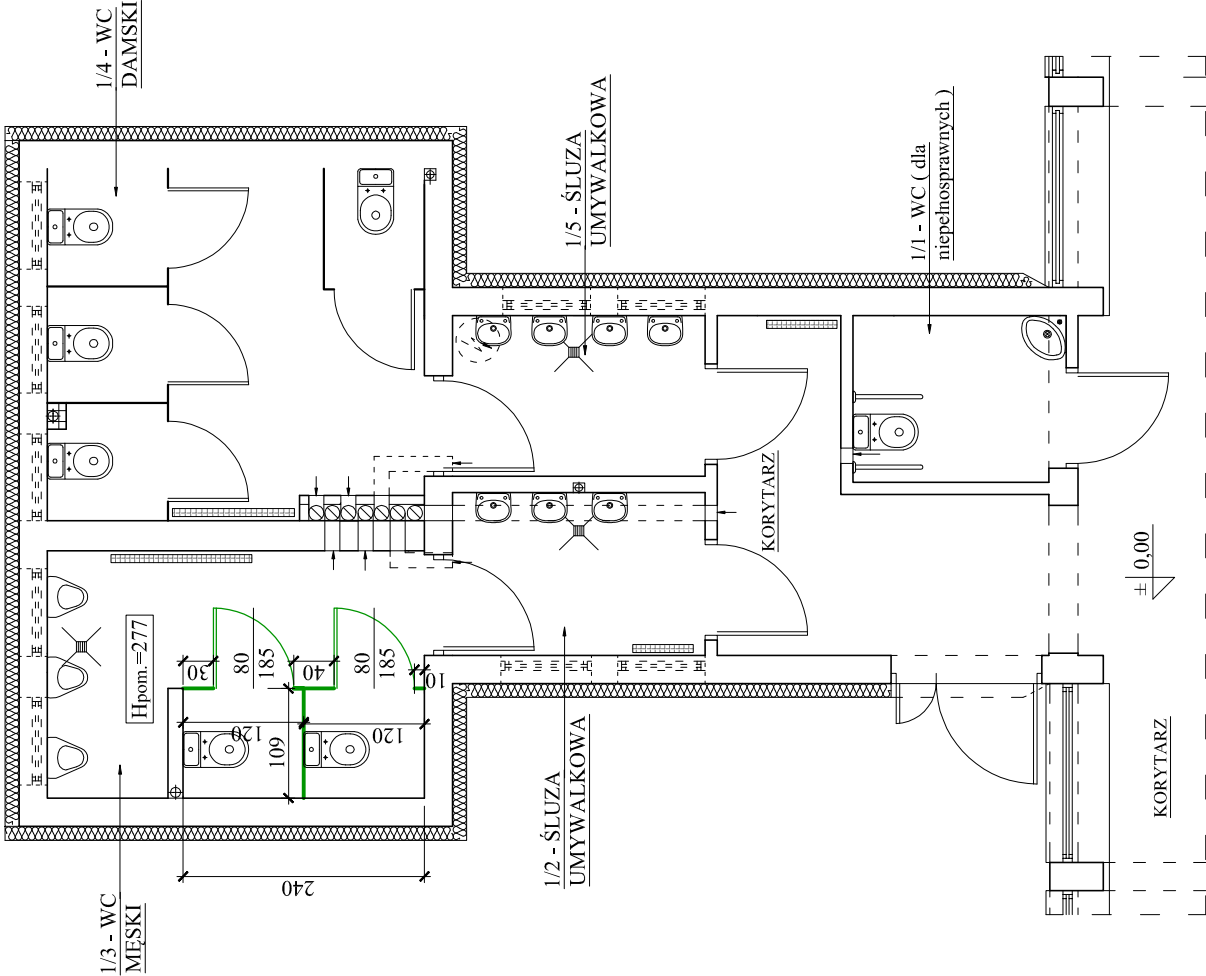 1/4 - WC
DAMSKI
1/5 - ŚLUZA
UMYWALKOWA
1/1 - WC ( dla
niepełnosprawnych )
KORYTARZ
± 0,00
Hpom.=277
30
80
185
40
80
185
10
120
120
109
240
1/2 - ŚLUZA
UMYWALKOWA
1/3 - WC
MĘSKI
KORYTARZ